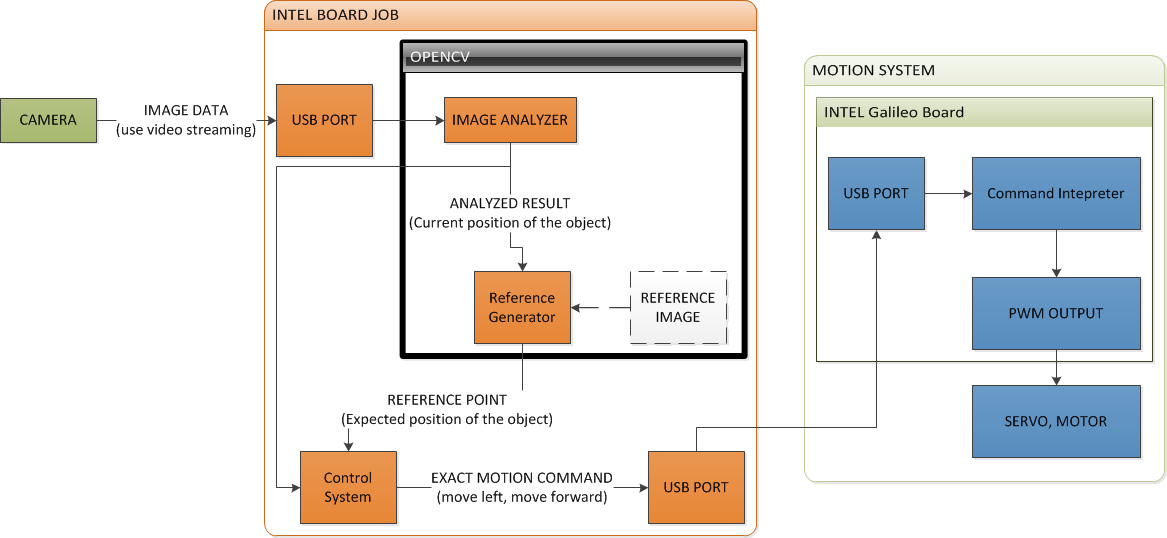 INTEL BOARD JOB
OPENCV
CAMERA
IMAGE DATA
(use video streaming)
USB PORT
IMAGE ANALYZER
ANALYZED RESULT
(Current position of the object)
Reference
Generator
REFERENCE
IMAGE
REFERENCE POINT
(Expected position of the object)
Control
System
EXACT MOTION COMMAND
(move left, move forward)
USB PORT
MOTION SYSTEM
INTEL Galileo Board
USB PORT
Command Intepreter
PWM OUTPUT
SERVO, MOTOR